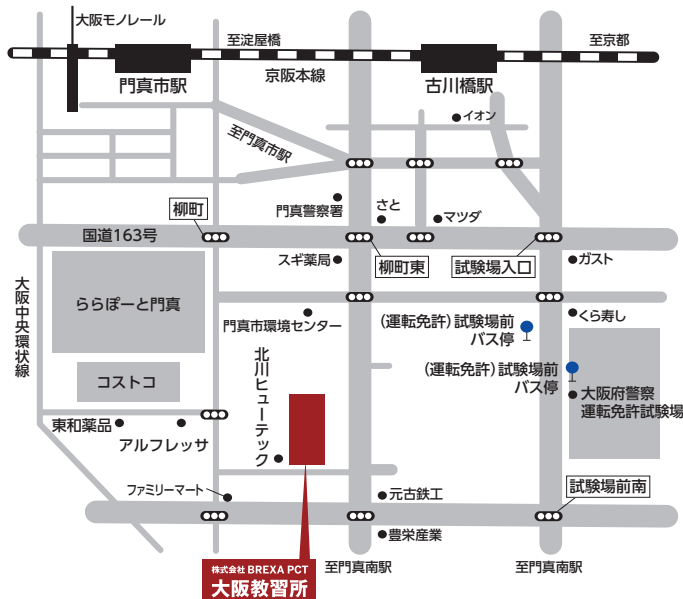 大阪モノレール
至淀屋橋
至京都
門真市駅
京阪本線
古川橋駅
イオン
至門真市駅
門真警察署
さと
マツダ
柳町
国道163号
スギ薬局
柳町東
試験場入口
ガスト
大阪中央環状線
ららぽーと門真
門真市環境センター
(運転免許)試験場前
バス停
くら寿し
北川ヒューテック
(運転免許)試験場前
バス停
コストコ
大阪府警察
運転免許試験場
東和薬品
アルフレッサ
ファミリーマート
元古鉄工
試験場前南
豊栄産業
株式会社 BREXA PCT
大阪教習所
至門真南駅
至門真南駅